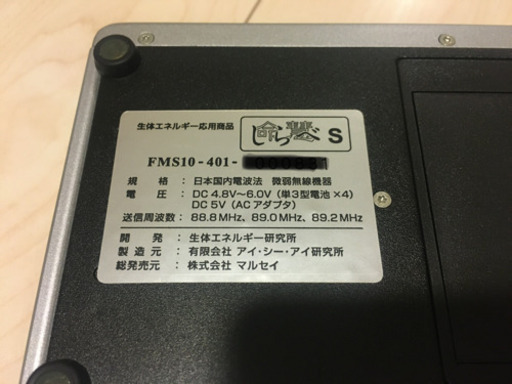 生体エネルギー応用商品
しらべ S
FMS10-401-
規 格 : 日本国内電波法 微弱無線機器
電 圧 : DC 4.8V~6.0V (単3型電池×4)
DC 5V (ACアダプタ)
送信周波数 : 88.8MHz、89.0MHz、89.2MHz
開 発 : 生体エネルギー研究所
製 造 元 : 有限会社 アイ・シー・アイ研究所
総発売元 : 株式会社 マルセイ